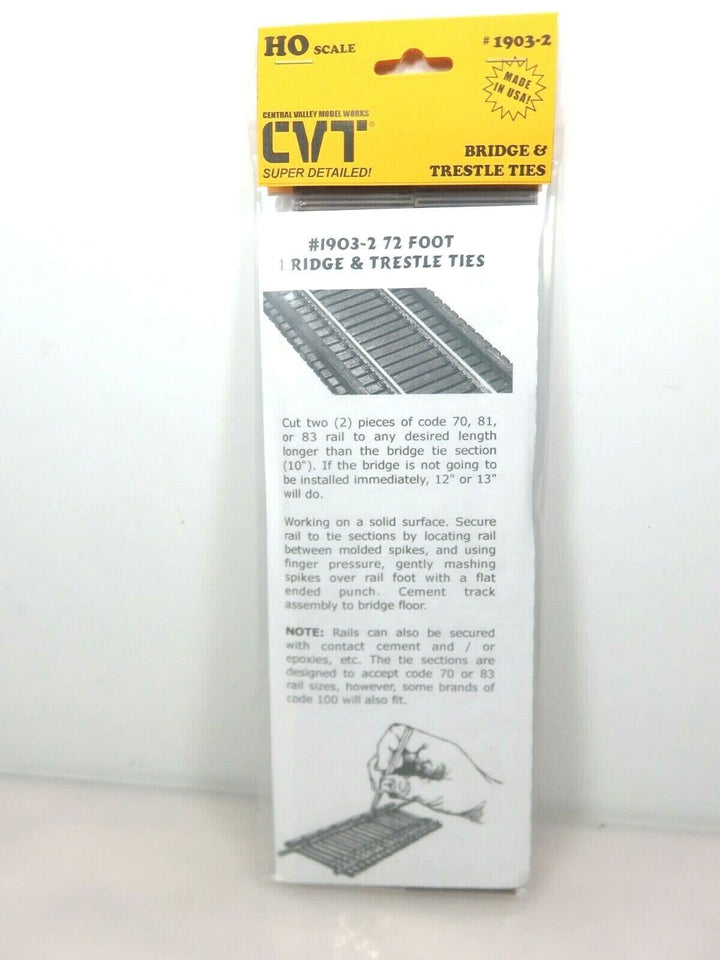 HO SCALE
# 1903-2
MADE
IN USA!
CENTRAL VALLEY MODEL WORKS
CVT®
SUPER DETAILED!
BRIDGE &
TRESTLE TIES
#1903-2 72 FOOT
RIDGE & TRESTLE TIES
Cut two (2) pieces of code 70, 81,
or 83 rail to any desired length
longer than the bridge tie section
(10"). If the bridge is not going to
be installed immediately, 12" or 13"
will do.
Working on a solid surface. Secure
rail to tie sections by locating rail
between molded spikes, and using
finger pressure, gently mashing
spikes over rail foot with a flat
ended punch. Cement track
assembly to bridge floor.
NOTE: Rails can also be secured
with contact cement and / or
epoxies, etc. The tie sections are
designed to accept code 70 or 83
rail sizes, however, some brands of
code 100 will also fit.